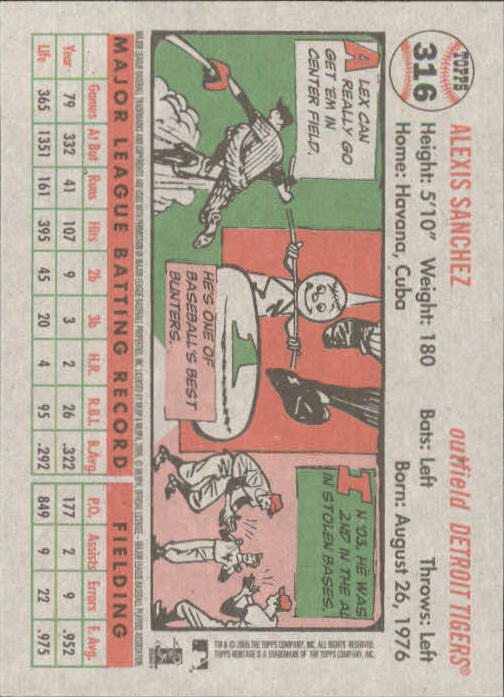 TOPPS
316
ALEXIS SANCHEZ
outfield DETROIT TIGERS®
Height: 5'10" Weight: 180 Bats: Left Throws: Left
Home: Havana, Cuba Born: August 26, 1976
ALEX CAN
REALLY GO
GET 'EM IN
CENTER FIELD.
HE'S ONE OF
BASEBALL'S BEST
BUNTERS.
IN '03, HE WAS
2ND IN THE AL
IN STOLEN BASES.
TM & © 2005 THE TOPPS COMPANY, INC. ALL RIGHTS RESERVED.
TOPPS HERITAGE IS A TRADEMARK OF THE TOPPS COMPANY, INC.
MAJOR LEAGUE BATTING RECORD FIELDING
Games At Bat Runs Hits 2b 3b H.R. R.B.I. B.Avg. P.O. Assists Errors F. Avg.
Year 79 332 41 107 9 3 2 26 .322 177 2 9 .952
Life 365 1351 161 395 45 20 4 95 .292 849 9 22 .975